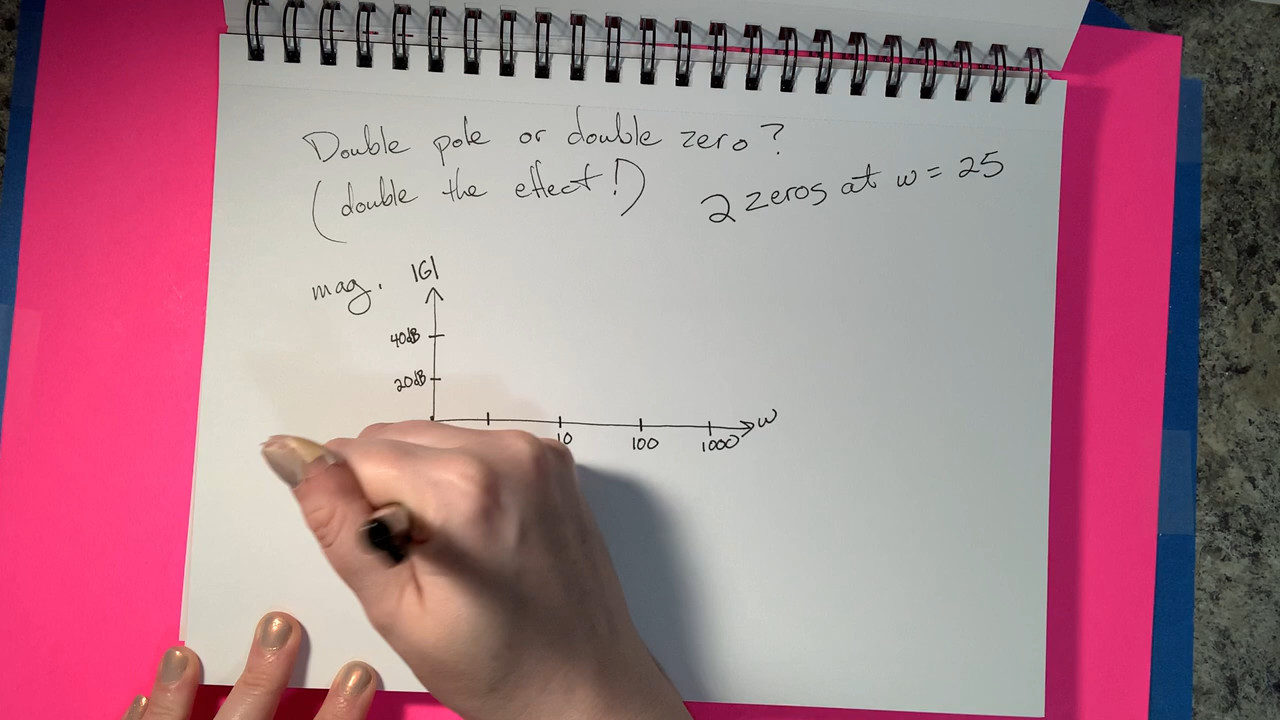 Double pole or double zero?
(double the effect!)
2 zeros at w = 25
mag. |G|
40dB
20dB
10 100 1000 w